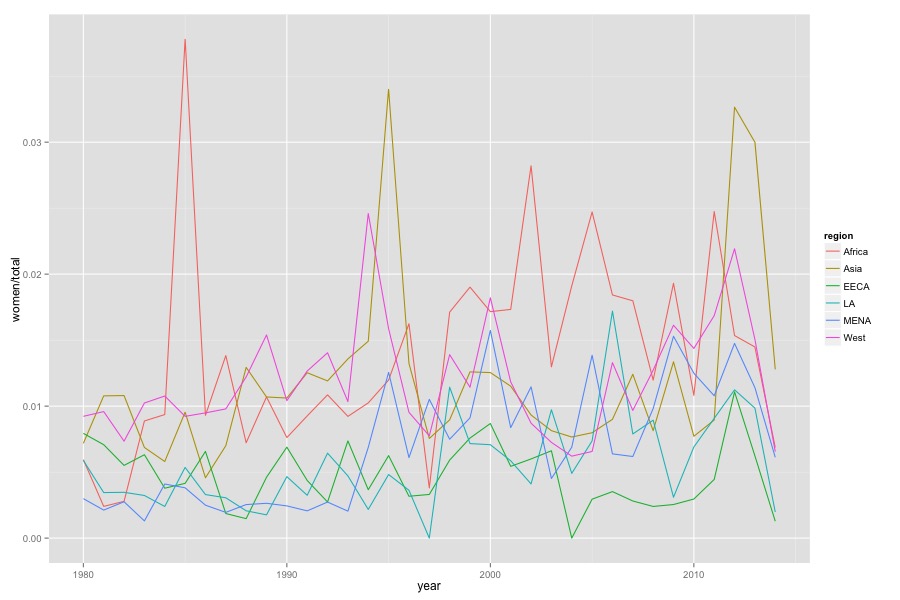 women/total
0.03
0.02
0.01
0.00
1980
1990
2000
2010
year
region
Africa
Asia
EECA
LA
MENA
West